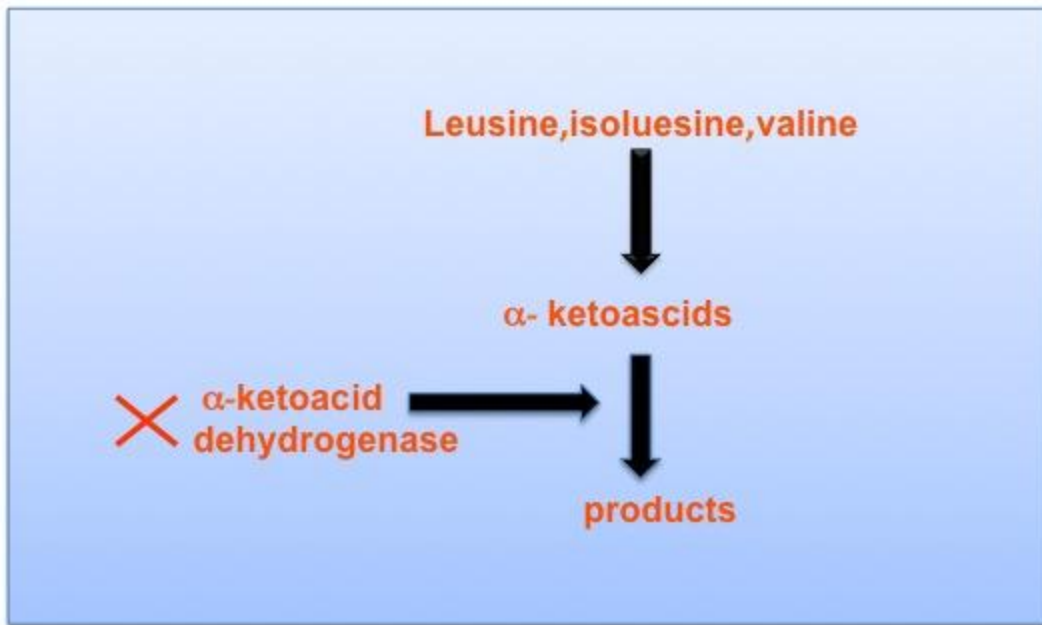 Leusine,isoluesine,valine
α- ketoascids
α-ketoacid
dehydrogenase
products